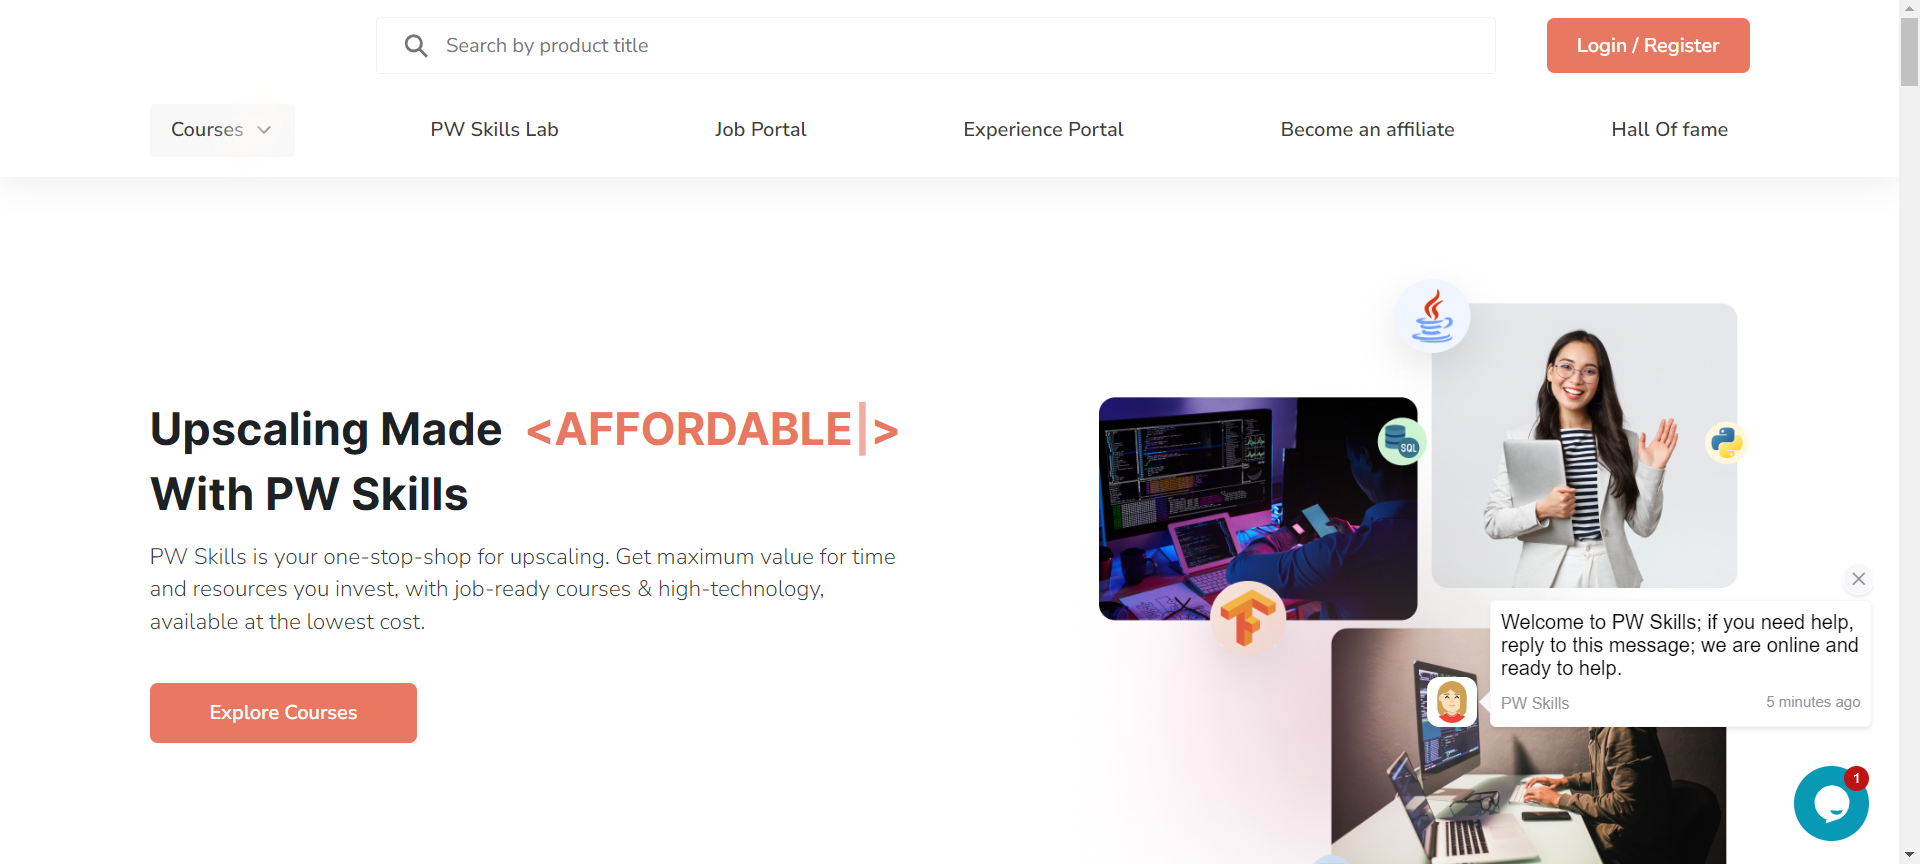 Search by product title
Login / Register
Courses
PW Skills Lab
Job Portal
Experience Portal
Become an affiliate
Hall Of fame
Upscaling Made <AFFORDABLE|>
With PW Skills
PW Skills is your one-stop-shop for upscaling. Get maximum value for time
and resources you invest, with job-ready courses & high-technology,
available at the lowest cost.
Explore Courses
SQL
Welcome to PW Skills; if you need help,
reply to this message; we are online and
ready to help.
PW Skills
5 minutes ago
1